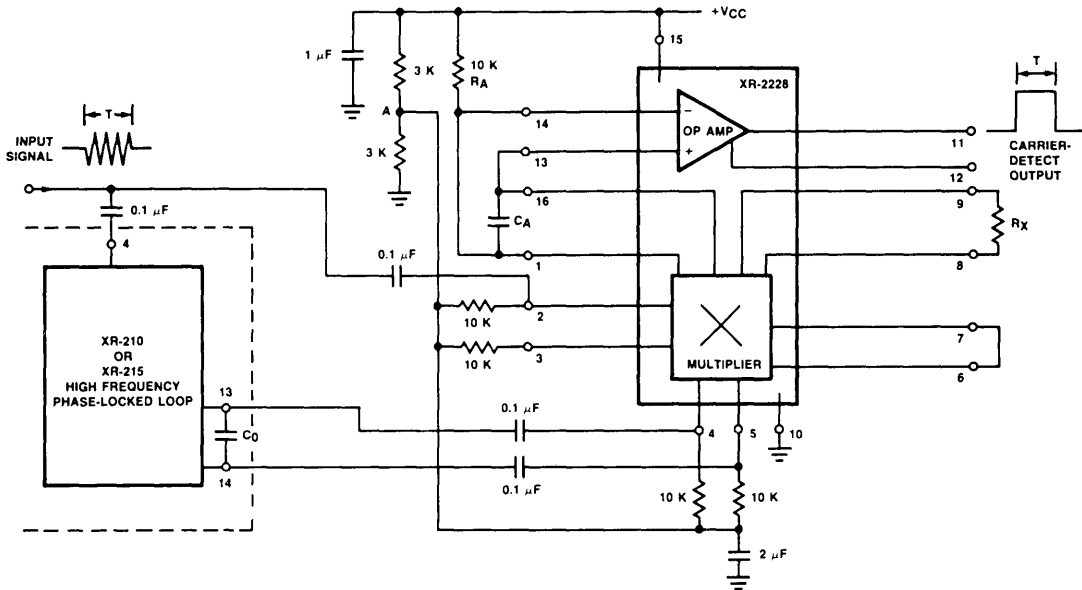 +VCC
15
1 µF
3 K
10 K
RA
XR-2228
T
T
A
14
−
OP AMP
11
INPUT
SIGNAL
3 K
13
+
12
CARRIER-
DETECT
OUTPUT
16
9
0.1 µF
CA
RX
4
0.1 µF
1
8
10 K
2
XR-210
OR
XR-215
HIGH FREQUENCY
PHASE-LOCKED LOOP
10 K
3
7
MULTIPLIER
6
13
0.1 µF
4
5
10
C0
14
0.1 µF
10 K
10 K
2 µF